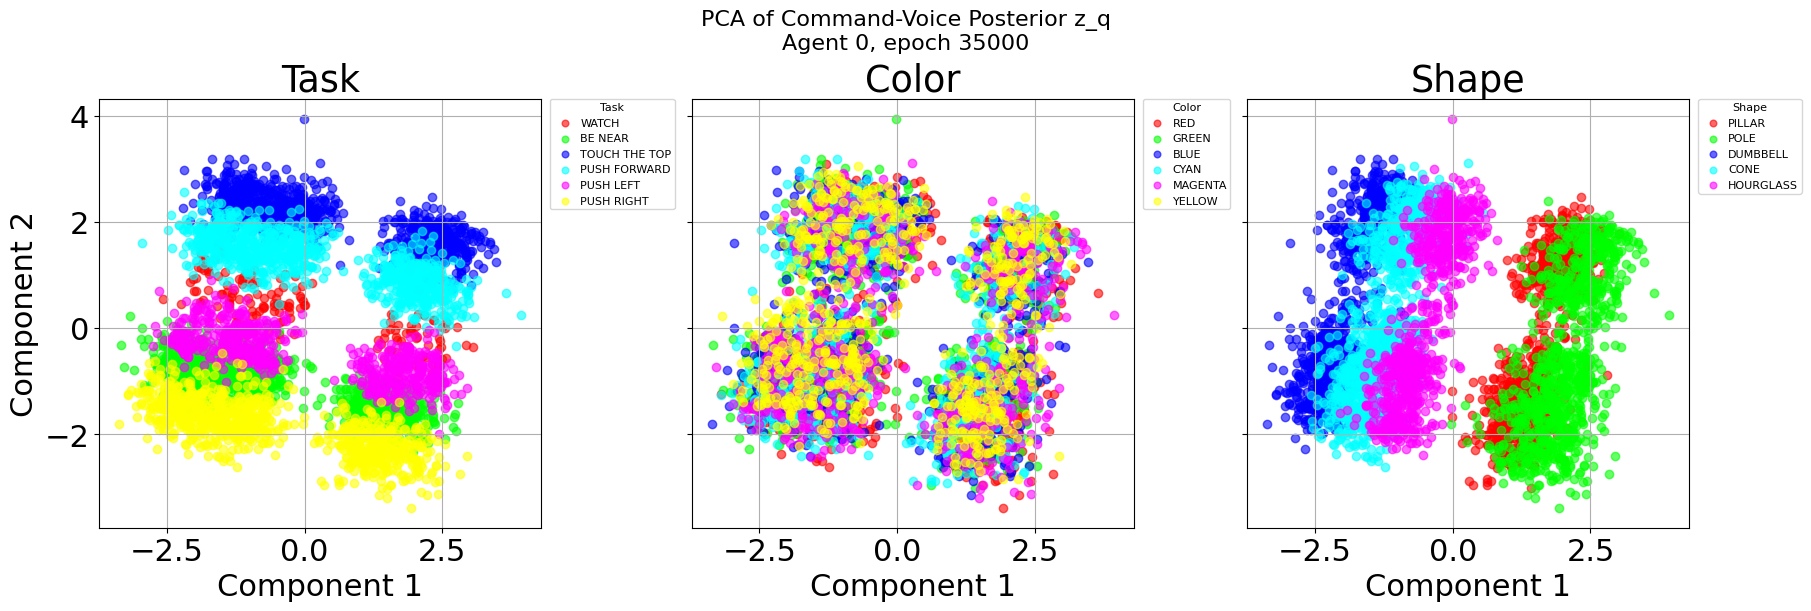 PCA of Command-Voice Posterior z_q
Agent 0, epoch 35000
Task
Component 2
4
2
0
−2
−2.5
0.0
2.5
Component 1
Task
WATCH
BE NEAR
TOUCH THE TOP
PUSH FORWARD
PUSH LEFT
PUSH RIGHT
Color
−2.5
0.0
2.5
Component 1
Color
RED
GREEN
BLUE
CYAN
MAGENTA
YELLOW
Shape
−2.5
0.0
2.5
Component 1
Shape
PILLAR
POLE
DUMBBELL
CONE
HOURGLASS